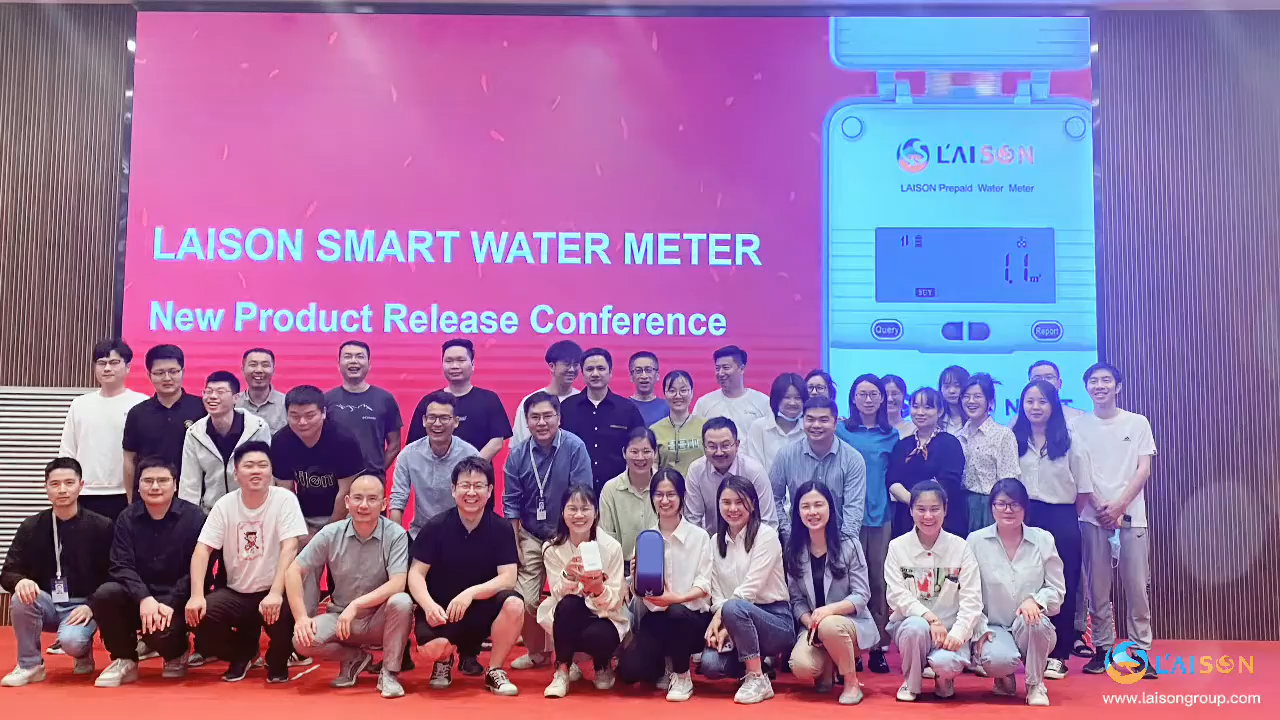 L'AISON
LAISON Prepaid Water Meter
LAISON SMART WATER METER
1.1 m³
Query
Report
New Product Release Conference
L'AISON
www.laisongroup.com